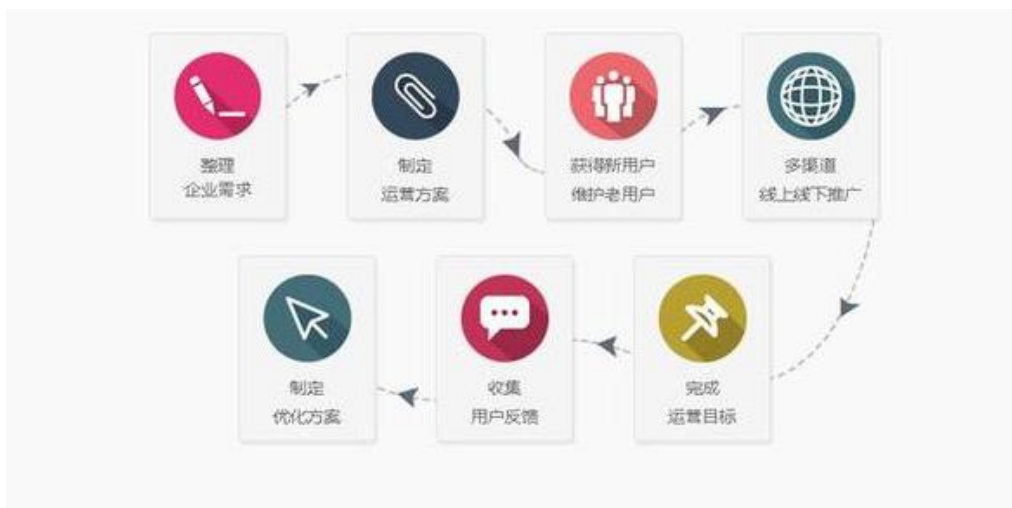 整理
企业需求
制定
运营方案
获得新用户
维护老用户
多渠道
线上线下推广
完成
运营目标
收集
用户反馈
制定
优化方案